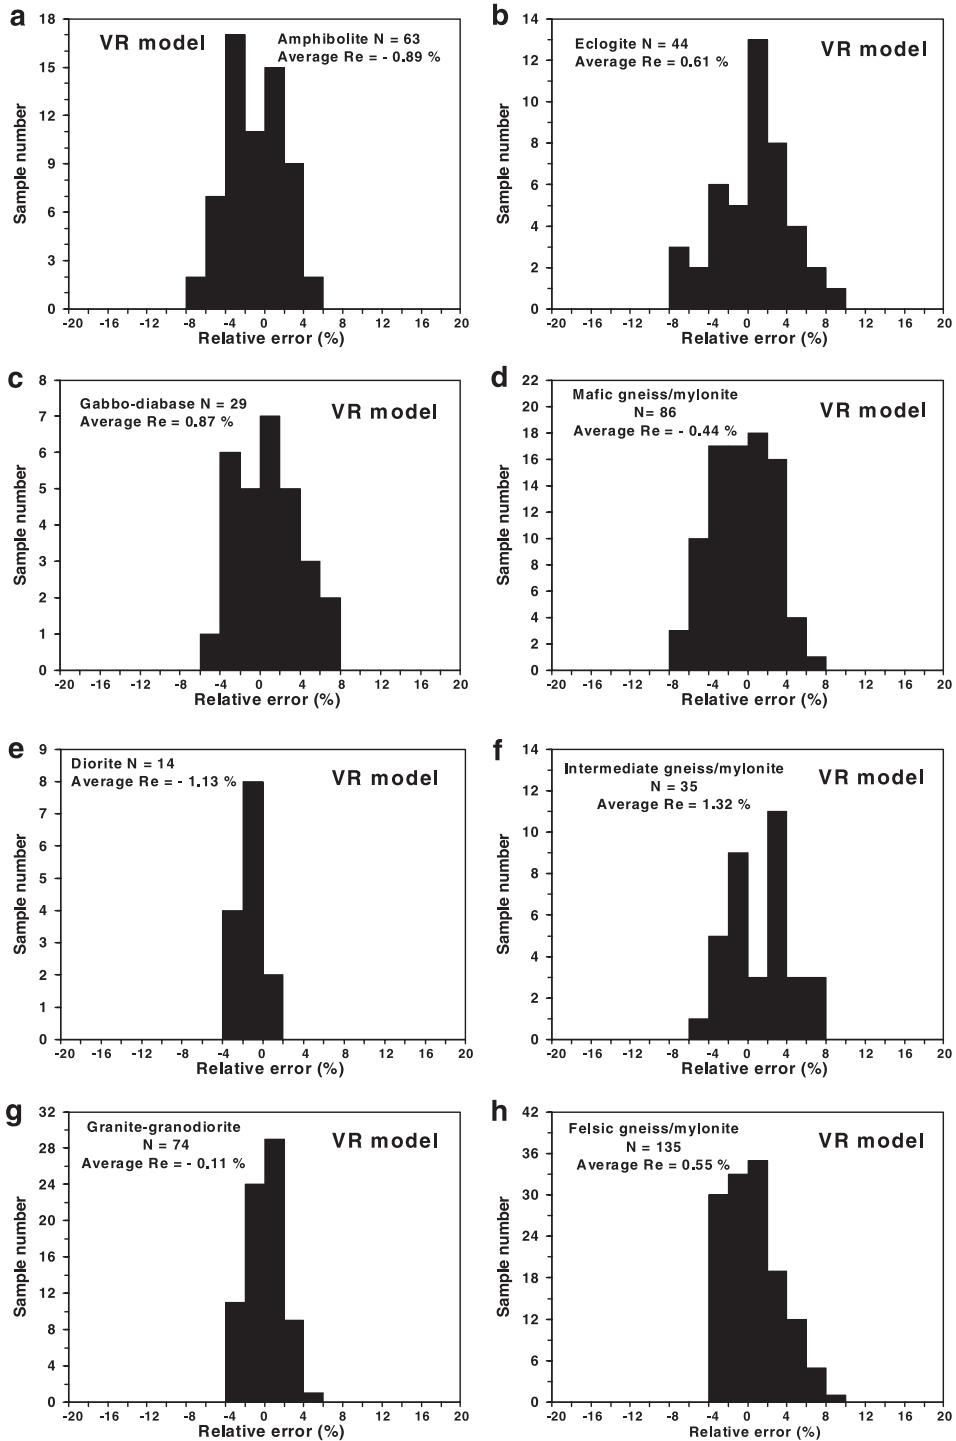 a
VR model
Amphibolite N = 63
Average Re = - 0.89 %
Sample number
18
15
12
9
6
3
0
-20 -16 -12 -8 -4 0 4 8 12 16 20
Relative error (%)
b
Eclogite N = 44
Average Re = 0.61 %
VR model
Sample number
14
12
10
8
6
4
2
0
-20 -16 -12 -8 -4 0 4 8 12 16 20
Relative error (%)
c
Gabbo-diabase N = 29
Average Re = 0.87 %
VR model
Sample number
8
7
6
5
4
3
2
1
0
-20 -16 -12 -8 -4 0 4 8 12 16 20
Relative error (%)
d
Mafic gneiss/mylonite
N= 86
Average Re = - 0.44 %
VR model
Sample number
22
20
18
16
14
12
10
8
6
4
2
0
-20 -16 -12 -8 -4 0 4 8 12 16 20
Relative error (%)
e
Diorite N = 14
Average Re = - 1.13 %
VR model
Sample number
9
8
7
6
5
4
3
2
1
0
-20 -16 -12 -8 -4 0 4 8 12 16 20
Relative error (%)
f
Intermediate gneiss/mylonite
N = 35
Average Re = 1.32 %
VR model
Sample number
14
12
10
8
6
4
2
0
-20 -16 -12 -8 -4 0 4 8 12 16 20
Relative error (%)
g
Granite-granodiorite
N = 74
Average Re = - 0.11 %
VR model
Sample number
32
28
24
20
16
12
8
4
0
-20 -16 -12 -8 -4 0 4 8 12 16 20
Relative error (%)
h
Felsic gneiss/mylonite
N = 135
Average Re = 0.55 %
VR model
Sample number
42
36
30
24
18
12
6
0
-20 -16 -12 -8 -4 0 4 8 12 16 20
Relative error (%)